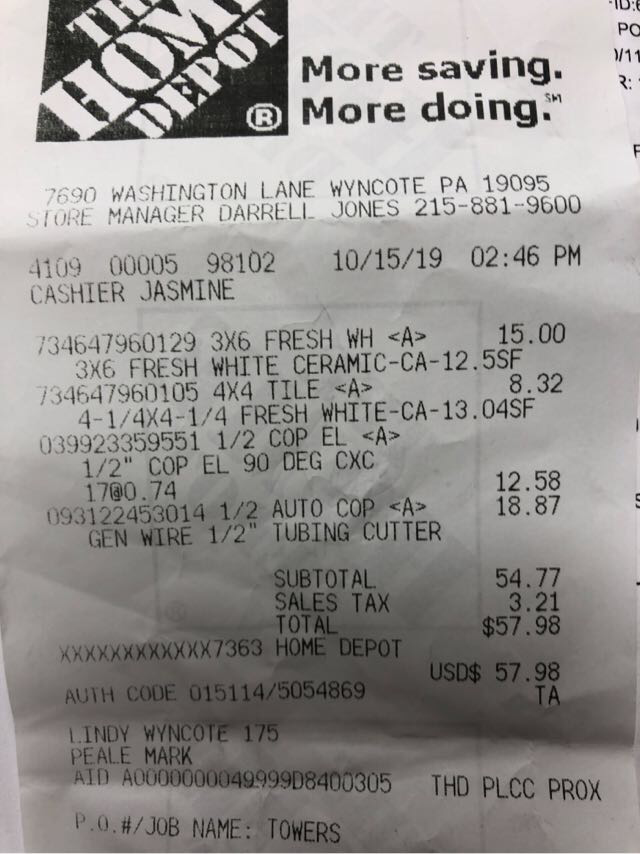 THE
HOME
DEPOT
®
More saving.
More doing.℠
7690 WASHINGTON LANE WYNCOTE PA 19095
STORE MANAGER DARRELL JONES 215-881-9600
4109 00005 98102 10/15/19 02:46 PM
CASHIER JASMINE
734647960129 3X6 FRESH WH <A> 15.00
3X6 FRESH WHITE CERAMIC-CA-12.5SF
734647960105 4X4 TILE <A> 8.32
4-1/4X4-1/4 FRESH WHITE-CA-13.04SF
039923359551 1/2 COP EL <A>
1/2" COP EL 90 DEG CXC
17@0.74 12.58
093122453014 1/2 AUTO COP <A> 18.87
GEN WIRE 1/2" TUBING CUTTER
SUBTOTAL 54.77
SALES TAX 3.21
TOTAL $57.98
XXXXXXXXXXXX7363 HOME DEPOT
USD$ 57.98
AUTH CODE 015114/5054869 TA
LINDY WYNCOTE 175
PEALE MARK
AID A0000000049999D8400305 THD PLCC PROX
P.O.#/JOB NAME: TOWERS